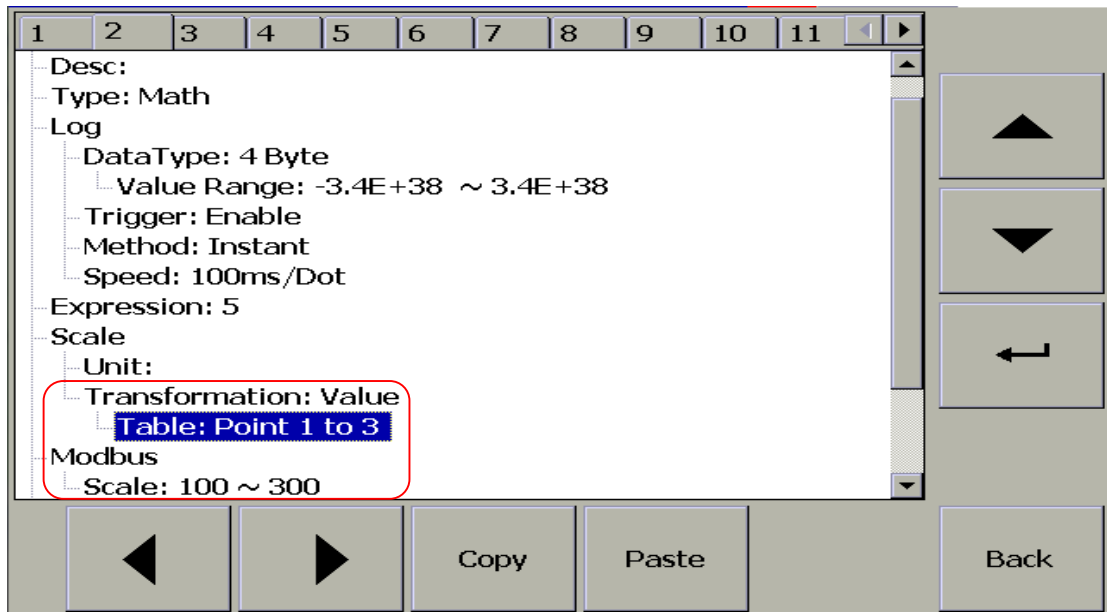 1 2 3 4 5 6 7 8 9 10 11
Desc:
Type: Math
Log
DataType: 4 Byte
Value Range: -3.4E+38 ~ 3.4E+38
Trigger: Enable
Method: Instant
Speed: 100ms/Dot
Expression: 5
Scale
Unit:
Transformation: Value
Table: Point 1 to 3
Modbus
Scale: 100 ~ 300
Copy Paste Back